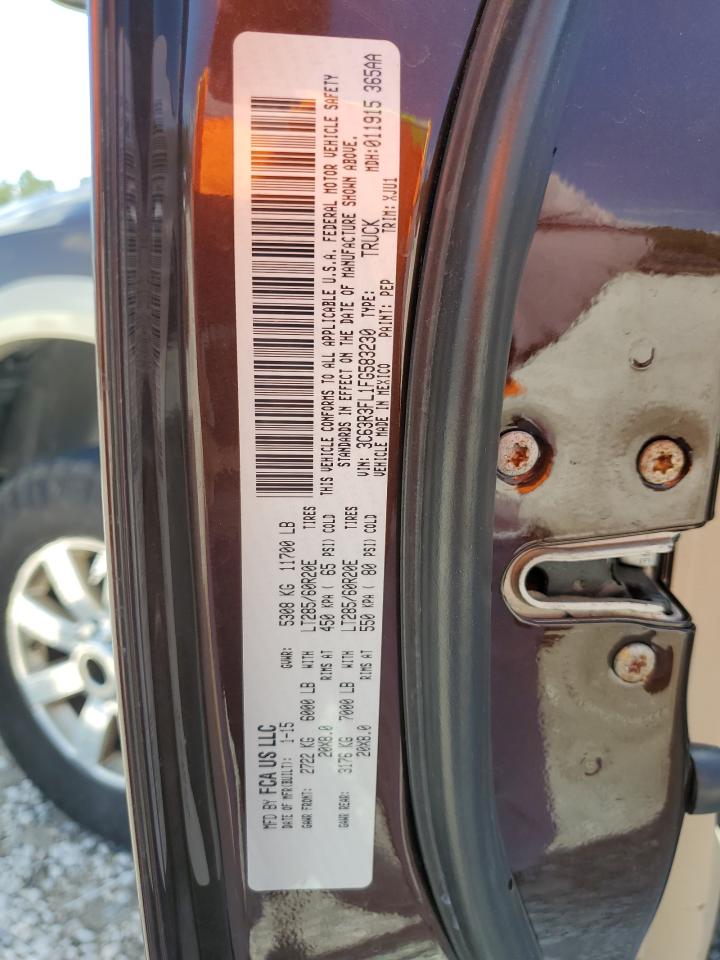 MFD BY FCA US LLC
DATE OF MFR(BUILT): 1-15 GVWR: 5308 KG 11700 LB
GAWR FRONT: 2722 KG 6000 LB WITH LT285/60R20E TIRES
20X8.0 RIMS AT 450 KPA ( 65 PSI) COLD
GAWR REAR: 3176 KG 7000 LB WITH LT285/60R20E TIRES
20X8.0 RIMS AT 550 KPA ( 80 PSI) COLD
THIS VEHICLE CONFORMS TO ALL APPLICABLE U.S.A. FEDERAL MOTOR VEHICLE SAFETY
STANDARDS IN EFFECT ON THE DATE OF MANUFACTURE SHOWN ABOVE.
VIN: 3C63R3FL1FG583230 TYPE: TRUCK MDH:011915 365AA
VEHICLE MADE IN MEXICO PAINT: PEP TRIM: XJU1